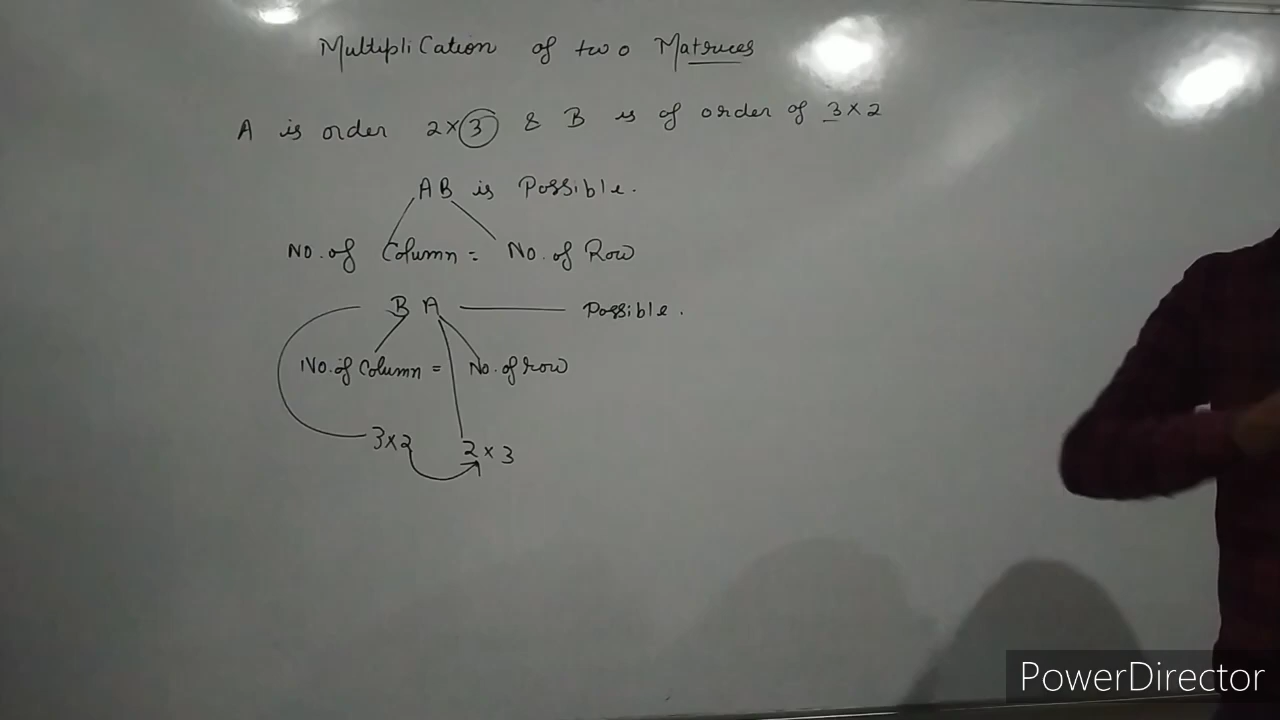 Multiplication of two Matrices
A is order 2×3 & B is of order of 3×2
AB is Possible.
No. of Column = No. of Row
BA Possible.
No. of Column = No. of row
3×2 2×3
PowerDirector